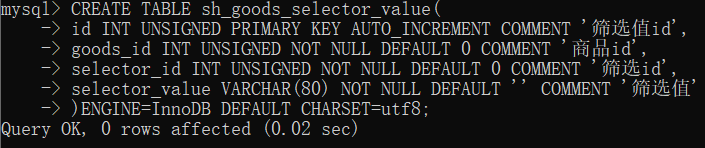 mysql> CREATE TABLE sh_goods_selector_value(
    -> id INT UNSIGNED PRIMARY KEY AUTO_INCREMENT COMMENT '筛选值id',
    -> goods_id INT UNSIGNED NOT NULL DEFAULT 0 COMMENT '商品id',
    -> selector_id INT UNSIGNED NOT NULL DEFAULT 0 COMMENT '筛选id',
    -> selector_value VARCHAR(80) NOT NULL DEFAULT '' COMMENT '筛选值'
    -> )ENGINE=InnoDB DEFAULT CHARSET=utf8;
Query OK, 0 rows affected (0.02 sec)